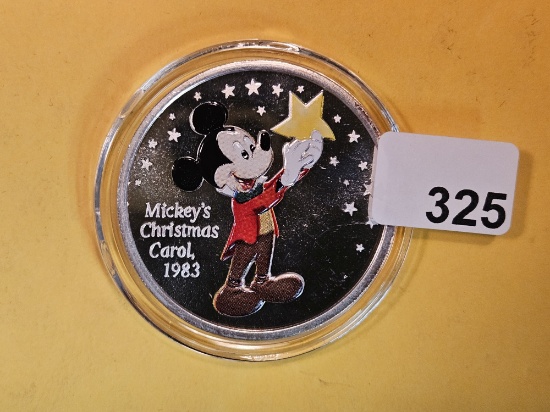 Mickey's
Christmas
Carol,
1983
325